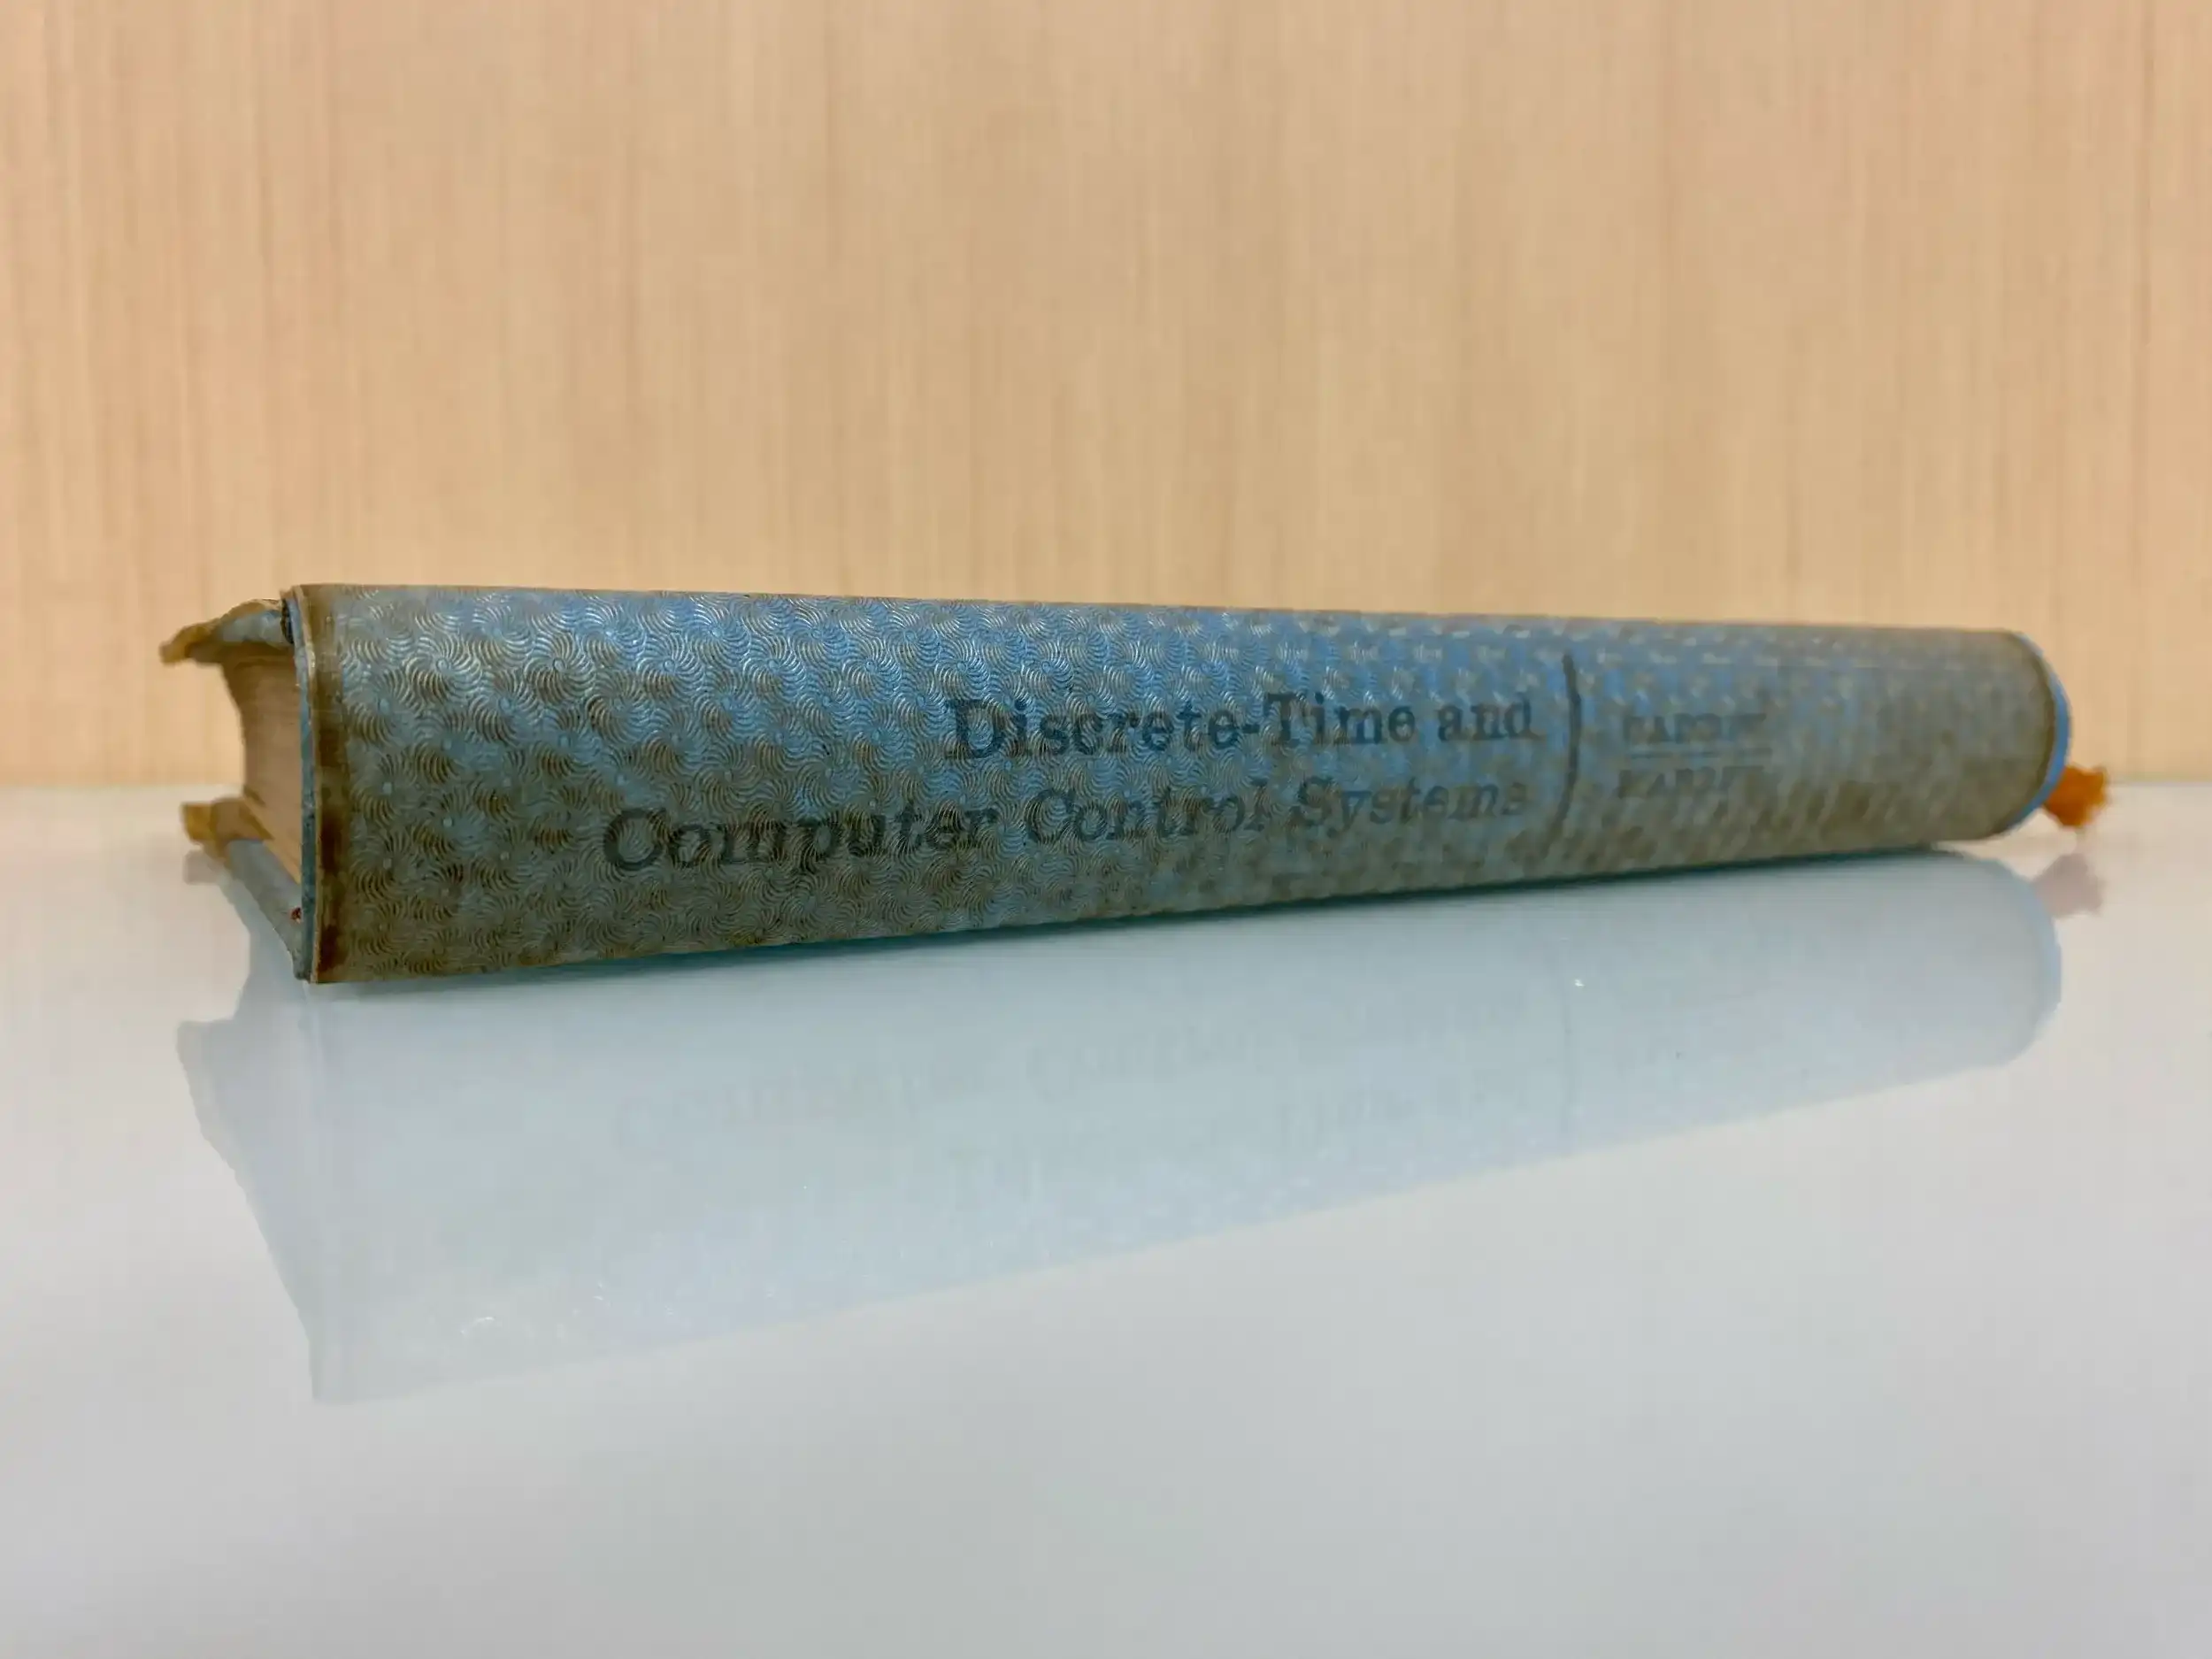 Discrete-Time and
Computer Control Systems